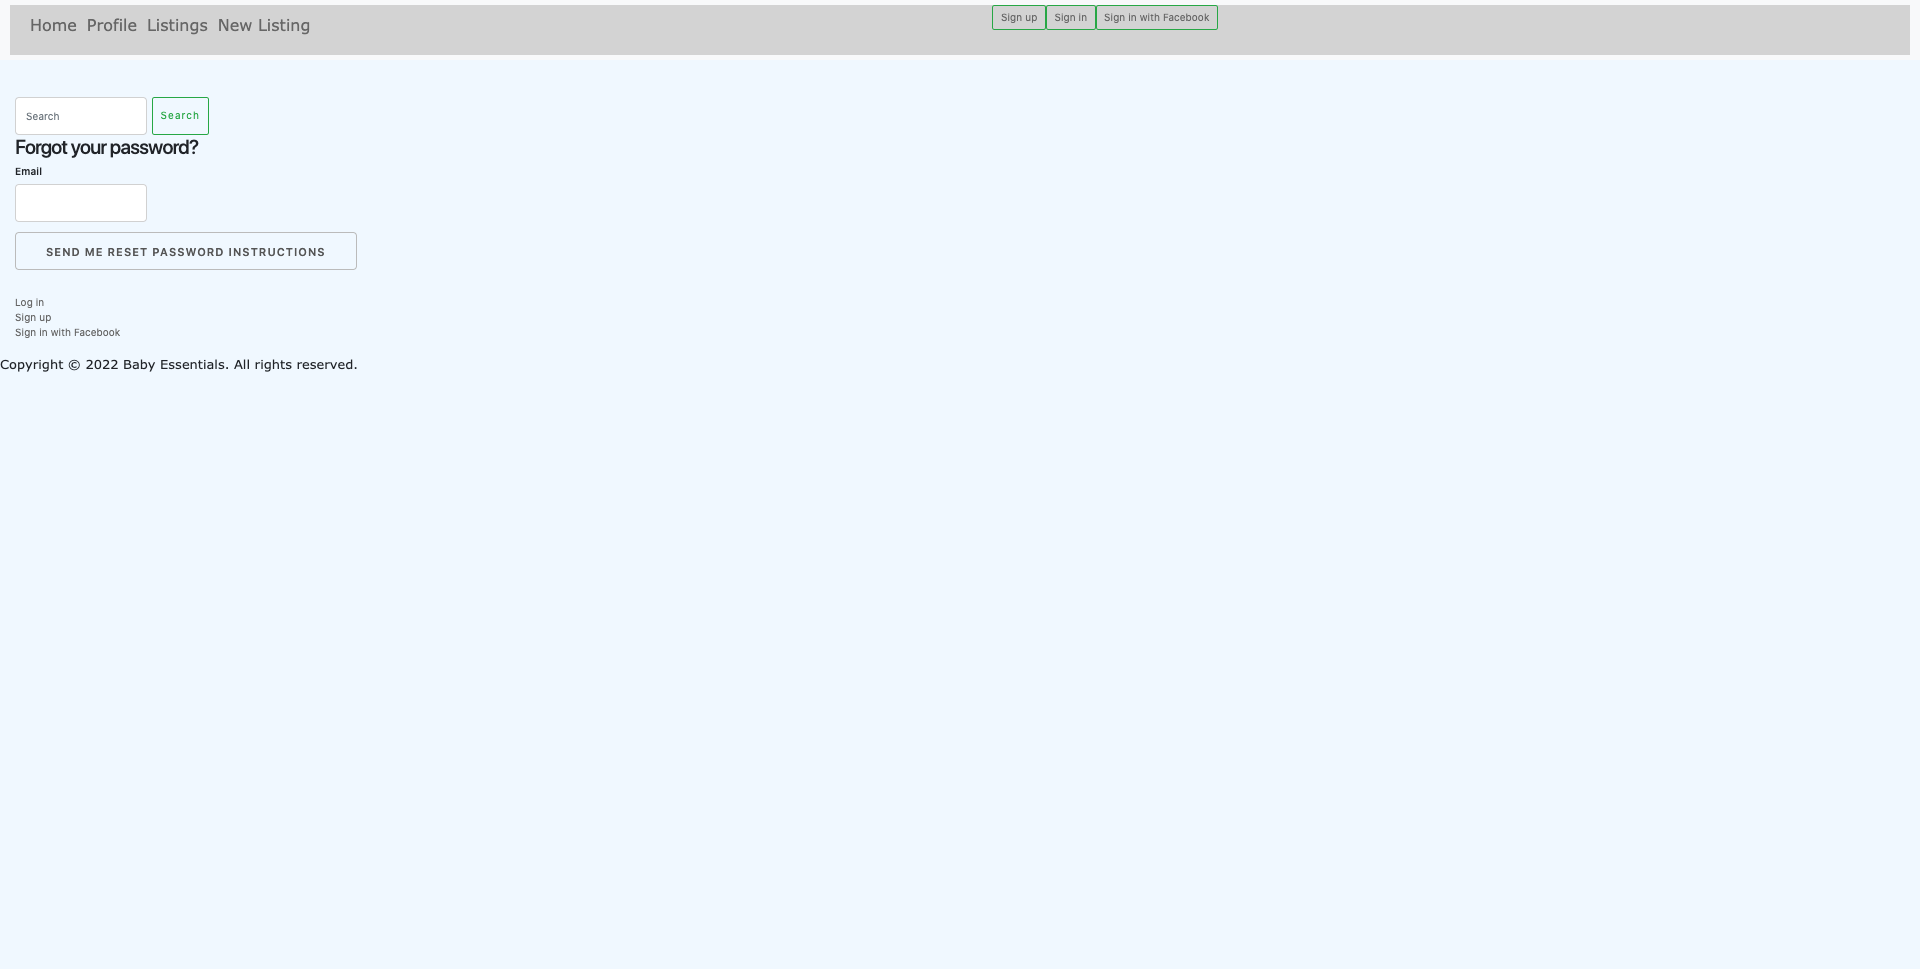 Home Profile Listings New Listing
Sign up Sign in Sign in with Facebook
Search Search
Forgot your password?
Email
SEND ME RESET PASSWORD INSTRUCTIONS
Log in
Sign up
Sign in with Facebook
Copyright © 2022 Baby Essentials. All rights reserved.